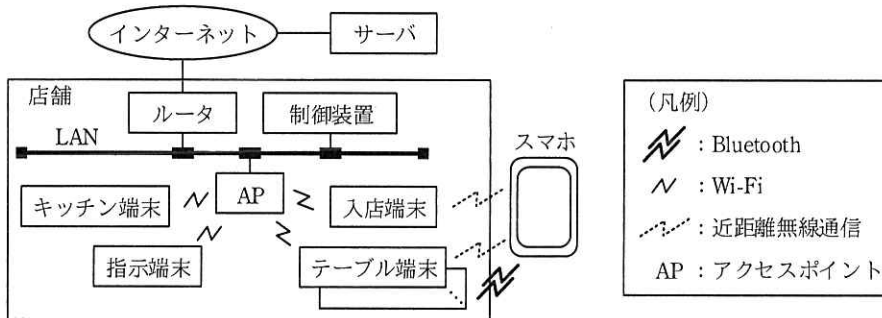 インターネット
サーバ
店舗
ルータ
制御装置
LAN
スマホ
キッチン端末
AP
入店端末
指示端末
テーブル端末
(凡例)
: Bluetooth
: Wi-Fi
: 近距離無線通信
AP : アクセスポイント